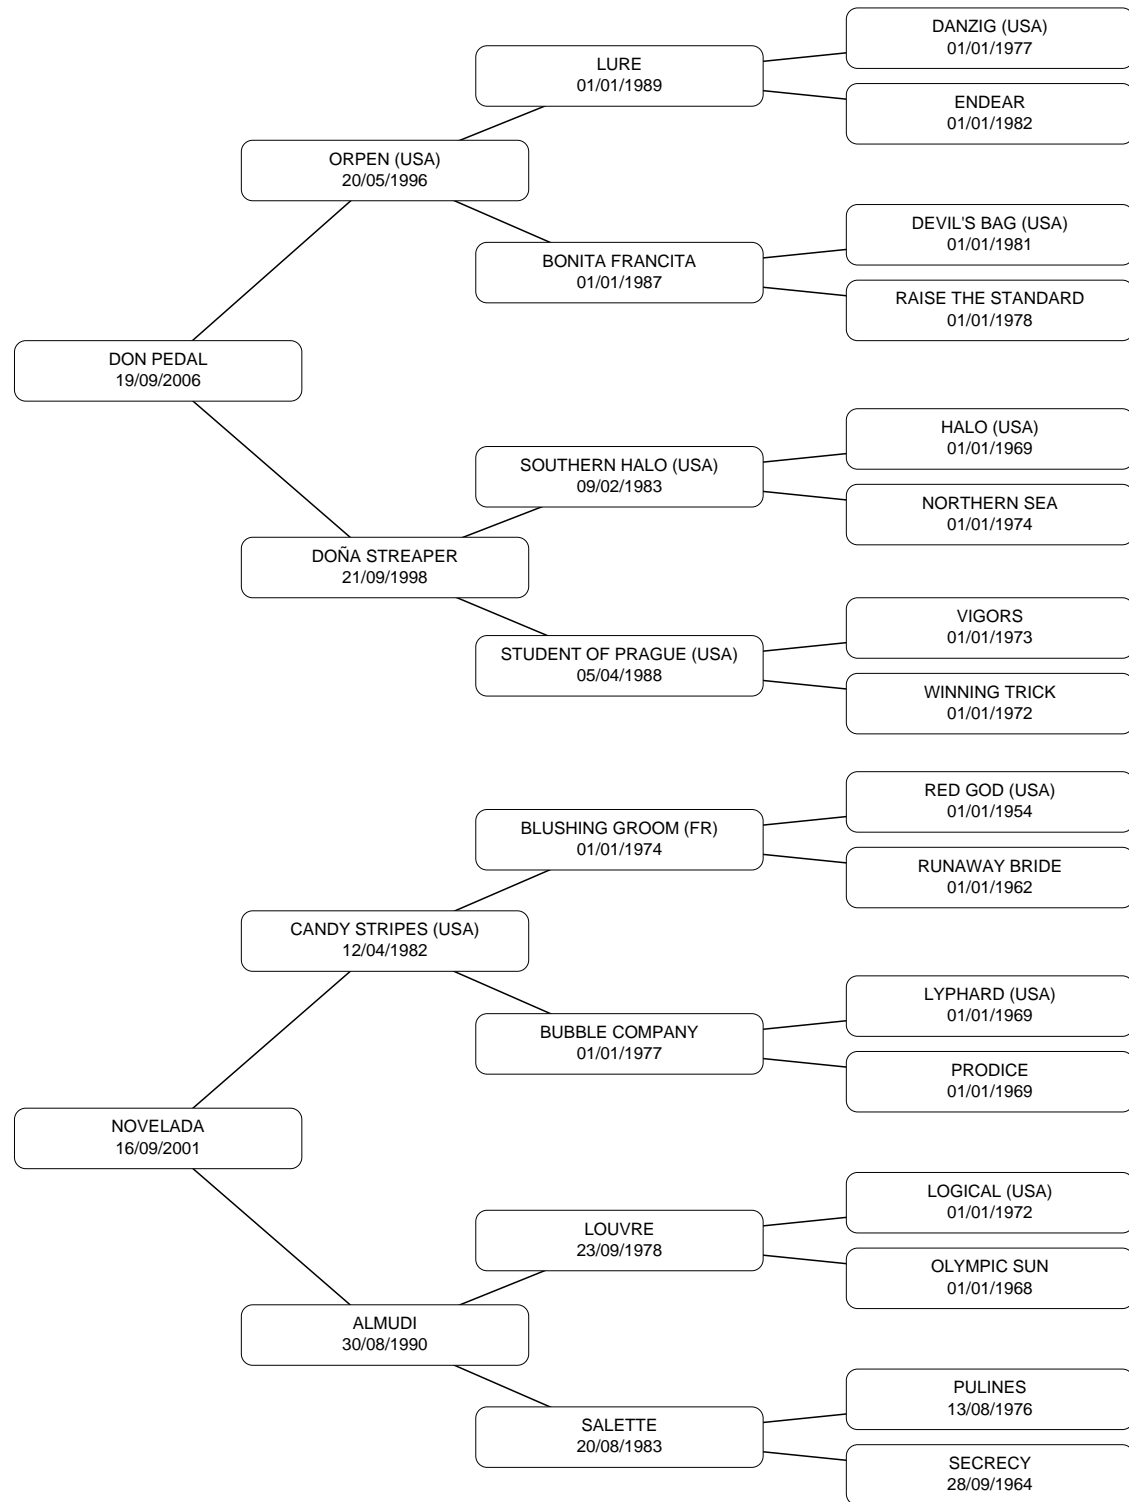 DANZIG (USA)
01/01/1977
LURE
01/01/1989
ENDEAR
01/01/1982
ORPEN (USA)
20/05/1996
DEVIL'S BAG (USA)
01/01/1981
BONITA FRANCITA
01/01/1987
RAISE THE STANDARD
01/01/1978
DON PEDAL
19/09/2006
HALO (USA)
01/01/1969
SOUTHERN HALO (USA)
09/02/1983
NORTHERN SEA
01/01/1974
DOÑA STREAPER
21/09/1998
VIGORS
01/01/1973
STUDENT OF PRAGUE (USA)
05/04/1988
WINNING TRICK
01/01/1972
RED GOD (USA)
01/01/1954
BLUSHING GROOM (FR)
01/01/1974
RUNAWAY BRIDE
01/01/1962
CANDY STRIPES (USA)
12/04/1982
LYPHARD (USA)
01/01/1969
BUBBLE COMPANY
01/01/1977
PRODICE
01/01/1969
NOVELADA
16/09/2001
LOGICAL (USA)
01/01/1972
LOUVRE
23/09/1978
OLYMPIC SUN
01/01/1968
ALMUDI
30/08/1990
PULINES
13/08/1976
SALETTE
20/08/1983
SECRECY
28/09/1964